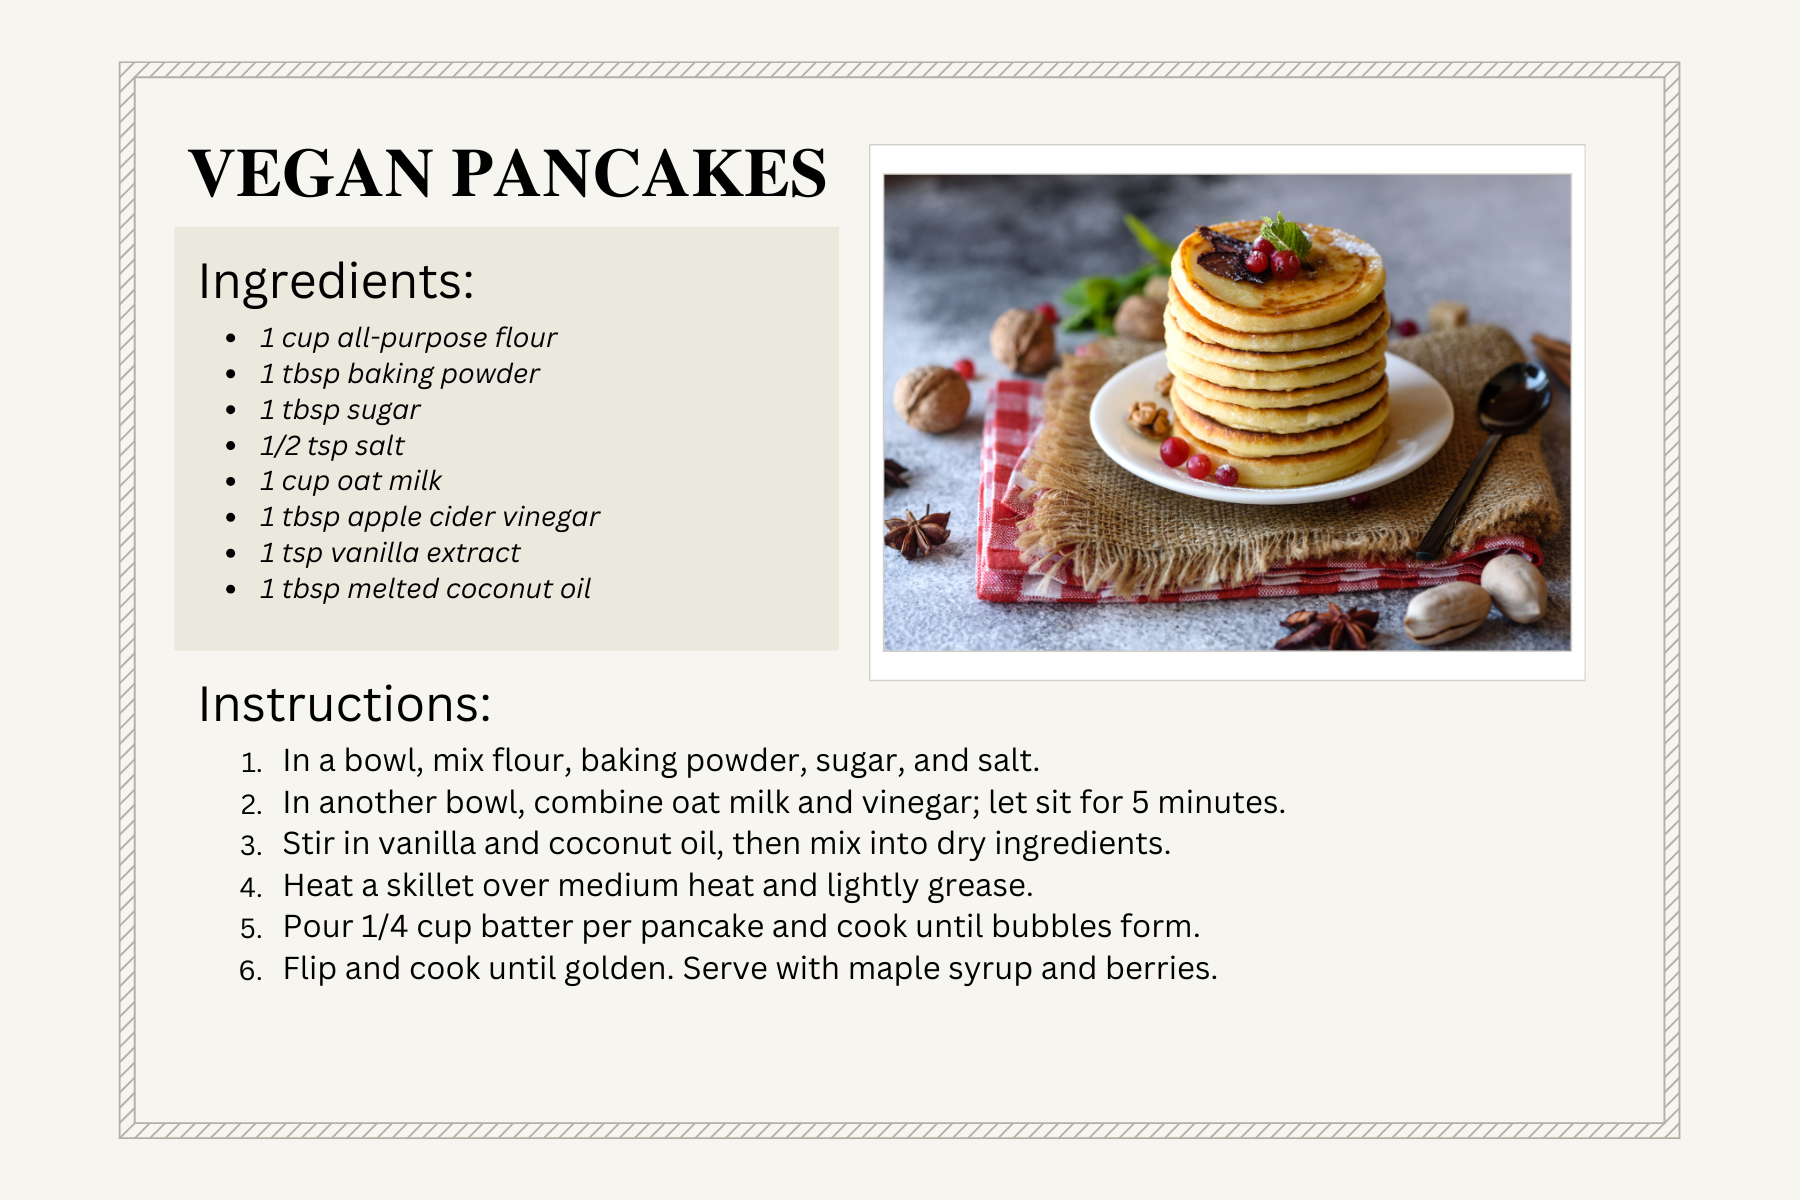 VEGAN PANCAKES
Ingredients:
• 1 cup all-purpose flour
• 1 tbsp baking powder
• 1 tbsp sugar
• 1/2 tsp salt
• 1 cup oat milk
• 1 tbsp apple cider vinegar
• 1 tsp vanilla extract
• 1 tbsp melted coconut oil
Instructions:
1. In a bowl, mix flour, baking powder, sugar, and salt.
2. In another bowl, combine oat milk and vinegar; let sit for 5 minutes.
3. Stir in vanilla and coconut oil, then mix into dry ingredients.
4. Heat a skillet over medium heat and lightly grease.
5. Pour 1/4 cup batter per pancake and cook until bubbles form.
6. Flip and cook until golden. Serve with maple syrup and berries.